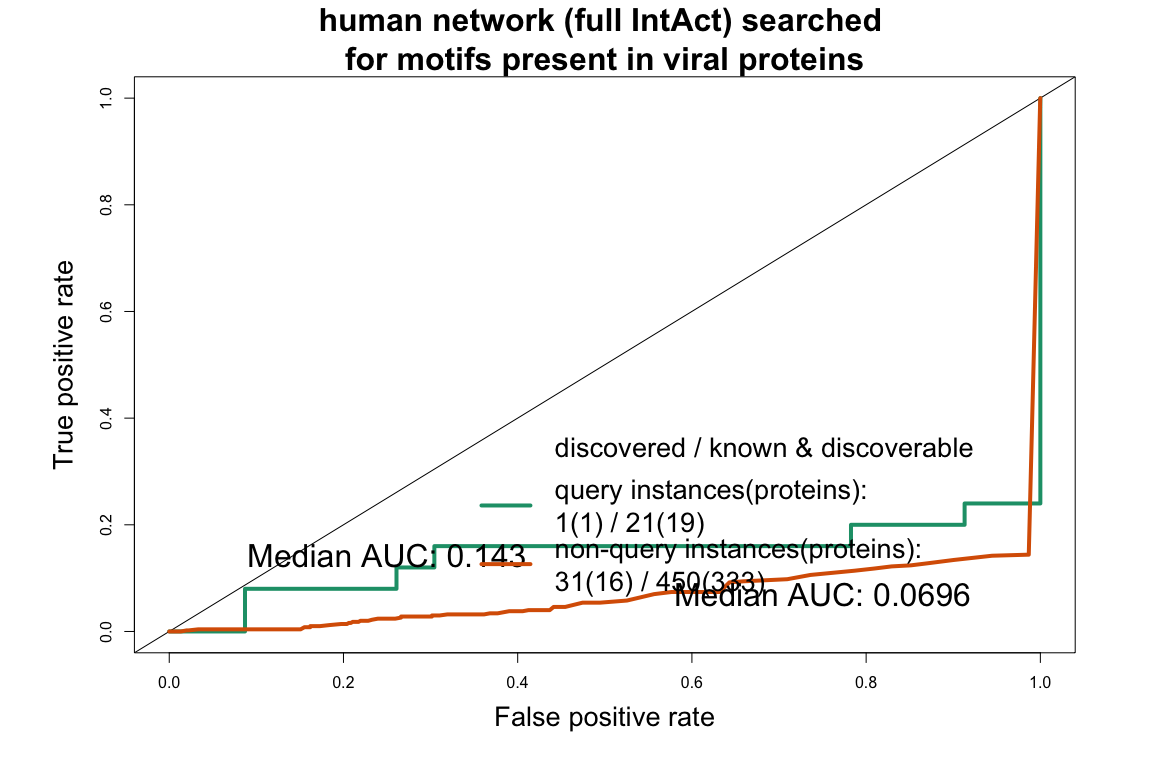 human network (full IntAct) searched
for motifs present in viral proteins
True positive rate
1.0
0.8
0.6
0.4
0.2
0.0
discovered / known & discoverable
query instances(proteins):
1(1) / 21(19)
non-query instances(proteins):
31(16) / 450(333)
Median AUC: 0.143
Median AUC: 0.0696
0.0 0.2 0.4 0.6 0.8 1.0
False positive rate